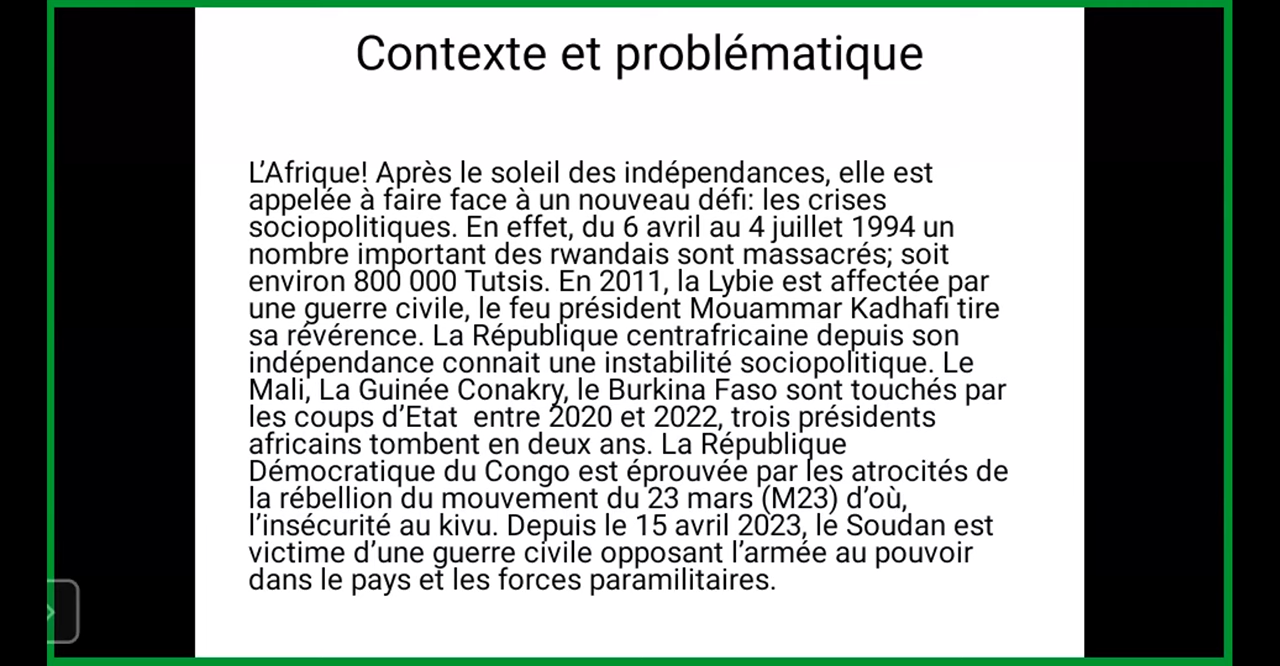 Contexte et problématique
L’Afrique! Après le soleil des indépendances, elle est
appelée à faire face à un nouveau défi: les crises
sociopolitiques. En effet, du 6 avril au 4 juillet 1994 un
nombre important des rwandais sont massacrés; soit
environ 800 000 Tutsis. En 2011, la Lybie est affectée par
une guerre civile, le feu président Mouammar Kadhafi tire
sa révérence. La République centrafricaine depuis son
indépendance connait une instabilité sociopolitique. Le
Mali, La Guinée Conakry, le Burkina Faso sont touchés par
les coups d’Etat  entre 2020 et 2022, trois présidents
africains tombent en deux ans. La République
Démocratique du Congo est éprouvée par les atrocités de
la rébellion du mouvement du 23 mars (M23) d’où,
l’insécurité au kivu. Depuis le 15 avril 2023, le Soudan est
victime d’une guerre civile opposant l’armée au pouvoir
dans le pays et les forces paramilitaires.